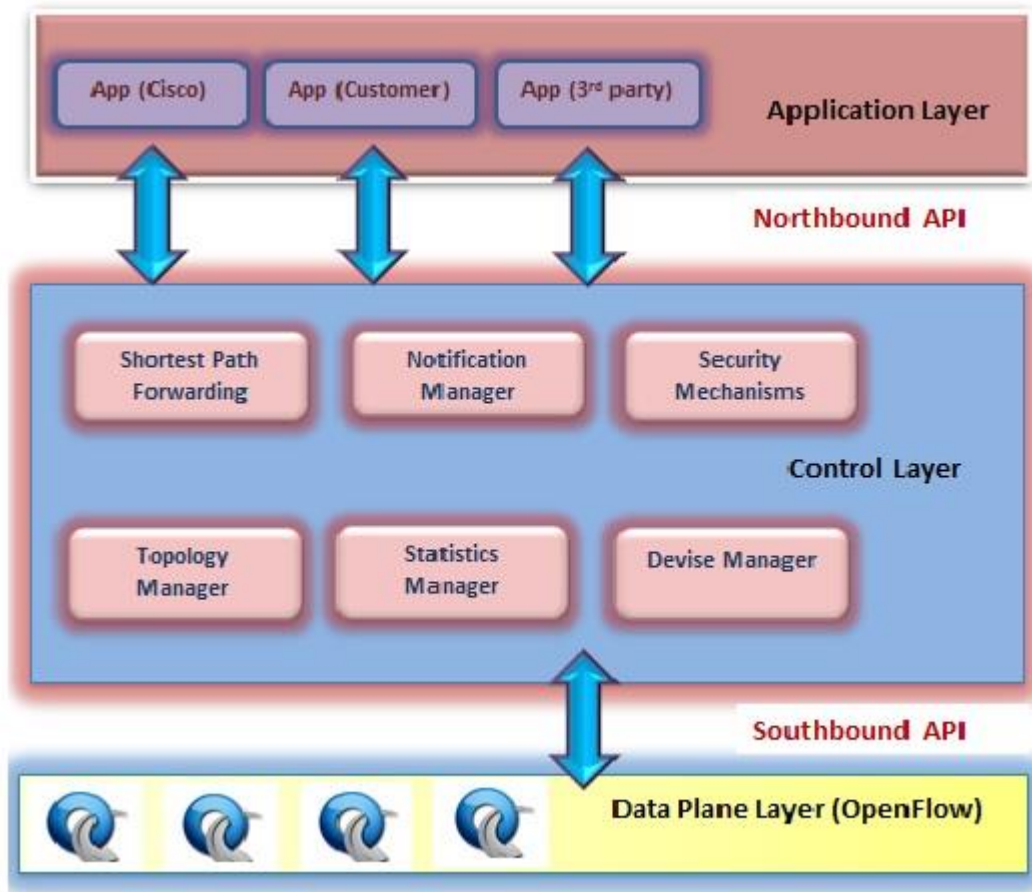 App (Cisco)
App (Customer)
App (3rd party)
Application Layer
Northbound API
Shortest Path
Forwarding
Notification
Manager
Security
Mechanisms
Control Layer
Topology
Manager
Statistics
Manager
Devise Manager
Southbound API
Data Plane Layer (OpenFlow)